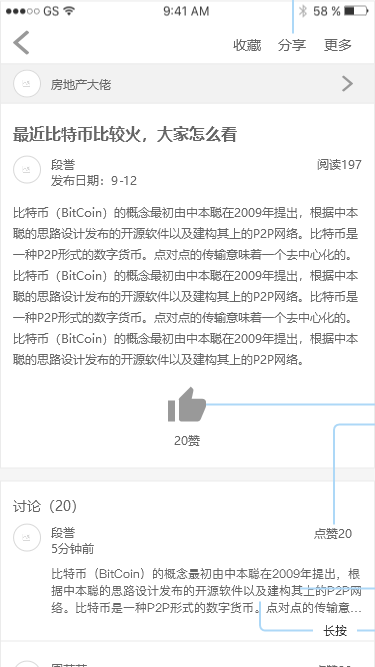 GS 9:41 AM 58 %
收藏 分享 更多
房地产大佬
最近比特币比较火，大家怎么看
段誉 阅读197
发布日期：9-12
比特币（BitCoin）的概念最初由中本聪在2009年提出，根据中本
聪的思路设计发布的开源软件以及建构其上的P2P网络。比特币是
一种P2P形式的数字货币。点对点的传输意味着一个去中心化的。
比特币（BitCoin）的概念最初由中本聪在2009年提出，根据中本
聪的思路设计发布的开源软件以及建构其上的P2P网络。比特币是
一种P2P形式的数字货币。点对点的传输意味着一个去中心化的。
比特币（BitCoin）的概念最初由中本聪在2009年提出，根据中本
聪的思路设计发布的开源软件以及建构其上的P2P网络。
20赞
讨论（20）
段誉 点赞20
5分钟前
比特币（BitCoin）的概念最初由中本聪在2009年提出，根
据中本聪的思路设计发布的开源软件以及建构其上的P2P网
络。比特币是一种P2P形式的数字货币。点对点的传输意...
长按